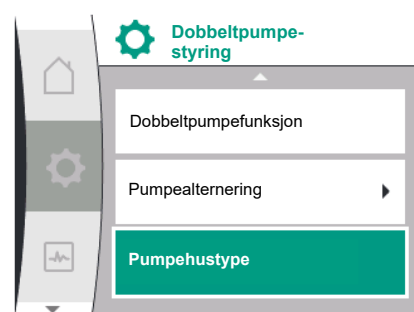 Dobbeltpumpe-
styring
Dobbeltpumpefunksjon
Pumpealternering
Pumpehustype